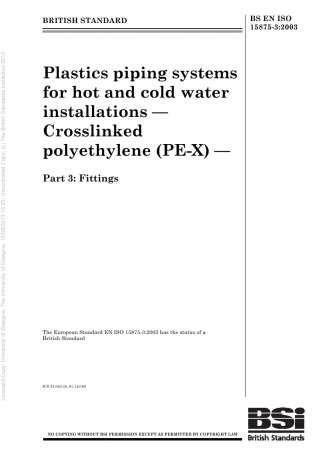 BRITISH STANDARD
BS EN ISO
15875-3:2003
Plastics piping systems
for hot and cold water
installations —
Crosslinked
polyethylene (PE-X) —
Part 3: Fittings
The European Standard EN ISO 15875-3:2003 has the status of a
British Standard
NO COPYING WITHOUT BSI PERMISSION EXCEPT AS PERMITTED BY COPYRIGHT LAW
BSi
British Standards